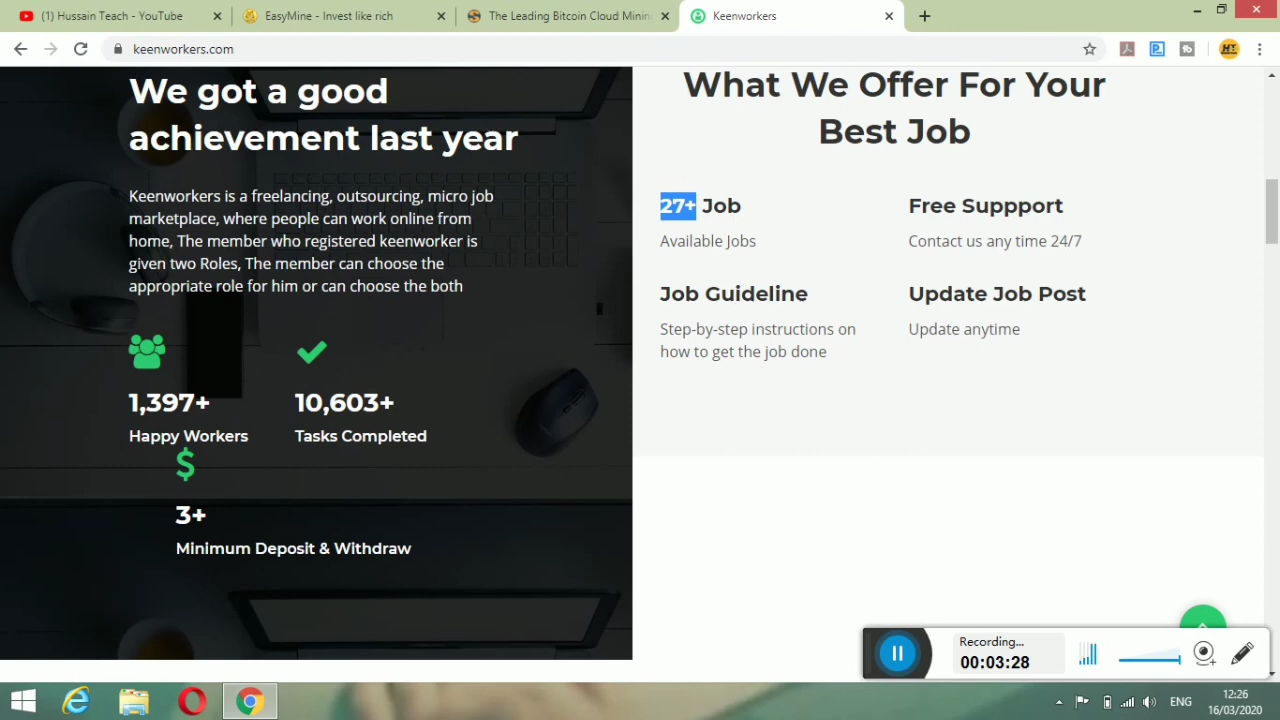 (1) Hussain Teach - YouTube
EasyMine - Invest like rich
The Leading Bitcoin Cloud Minin
Keenworkers
keenworkers.com
HT
We got a good
achievement last year
Keenworkers is a freelancing, outsourcing, micro job
marketplace, where people can work online from
home, The member who registered keenworker is
given two Roles, The member can choose the
appropriate role for him or can choose the both
1,397+
Happy Workers
10,603+
Tasks Completed
$
3+
Minimum Deposit & Withdraw
What We Offer For Your
Best Job
27+ Job
Available Jobs
Free Suppport
Contact us any time 24/7
Job Guideline
Step-by-step instructions on
how to get the job done
Update Job Post
Update anytime
Recording...
00:03:28
ENG
12:26
16/03/2020